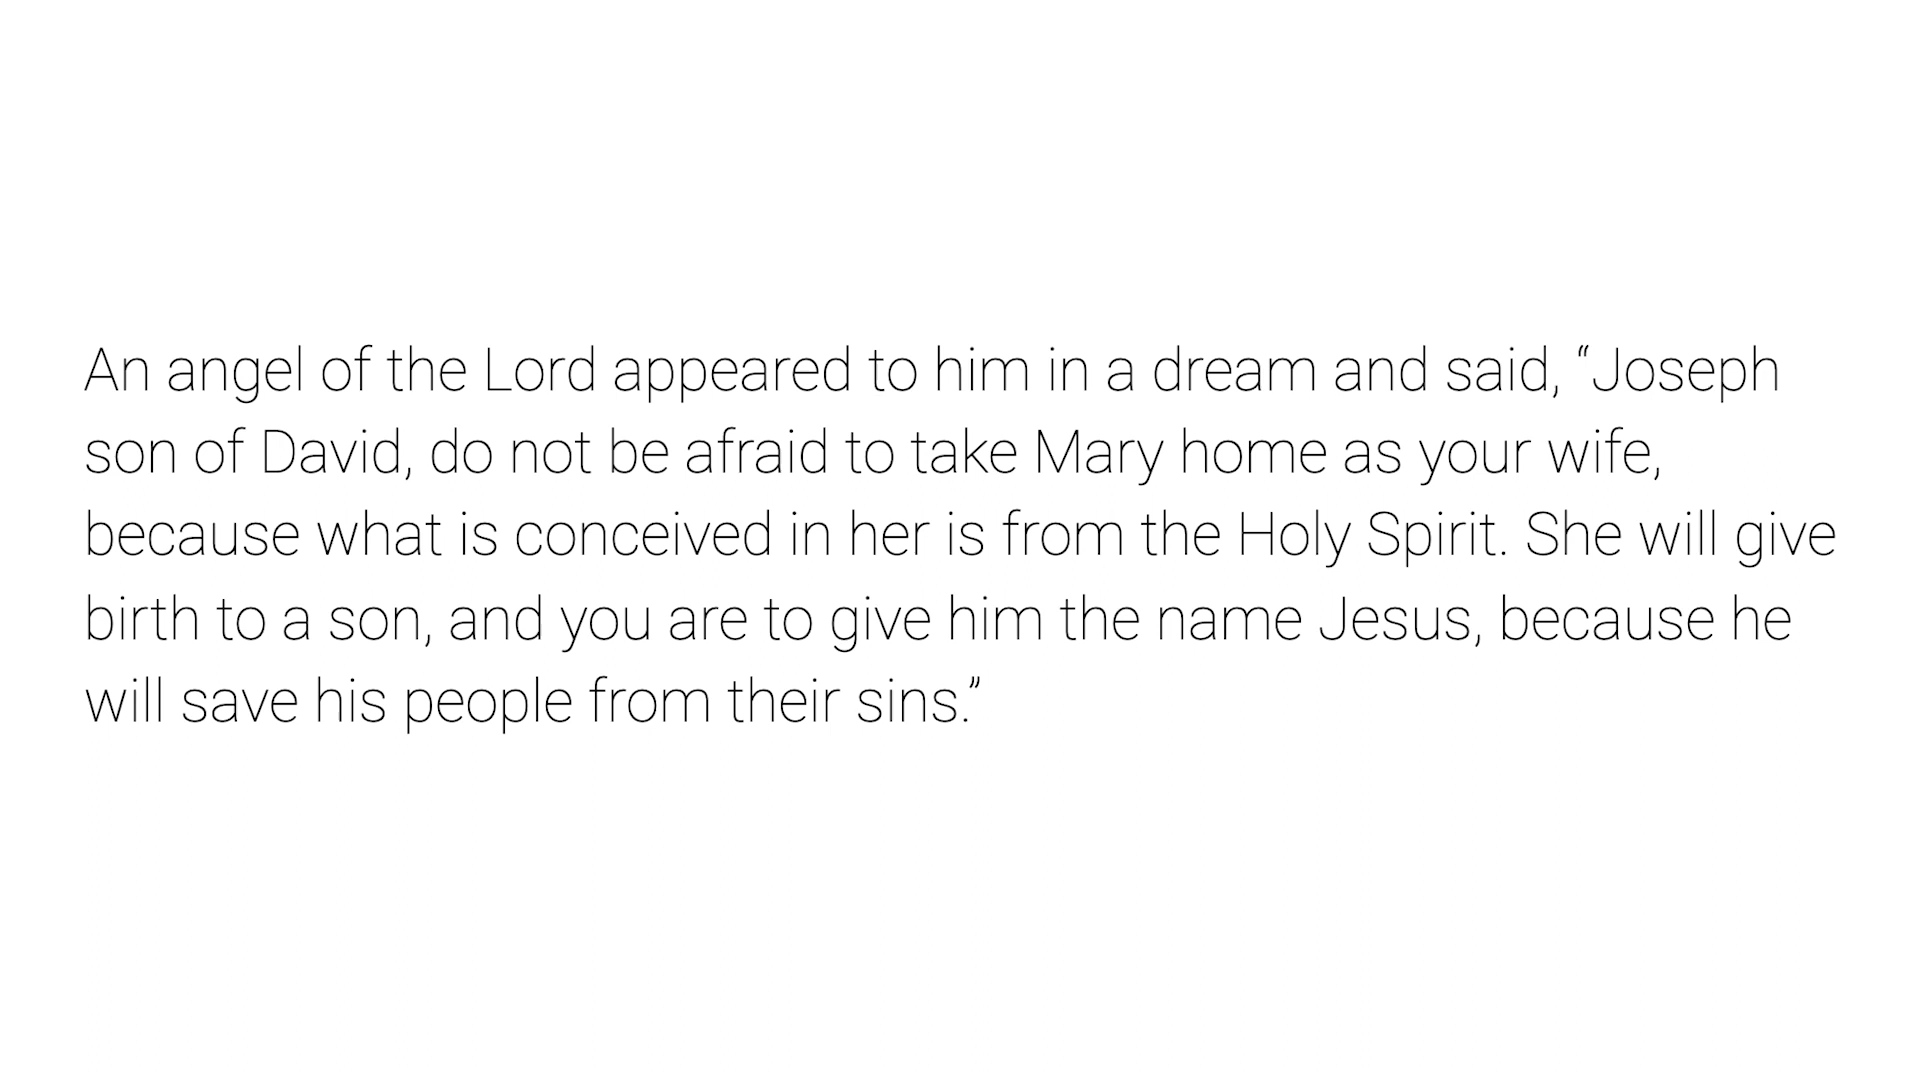 An angel of the Lord appeared to him in a dream and said, “Joseph
son of David, do not be afraid to take Mary home as your wife,
because what is conceived in her is from the Holy Spirit. She will give
birth to a son, and you are to give him the name Jesus, because he
will save his people from their sins.”